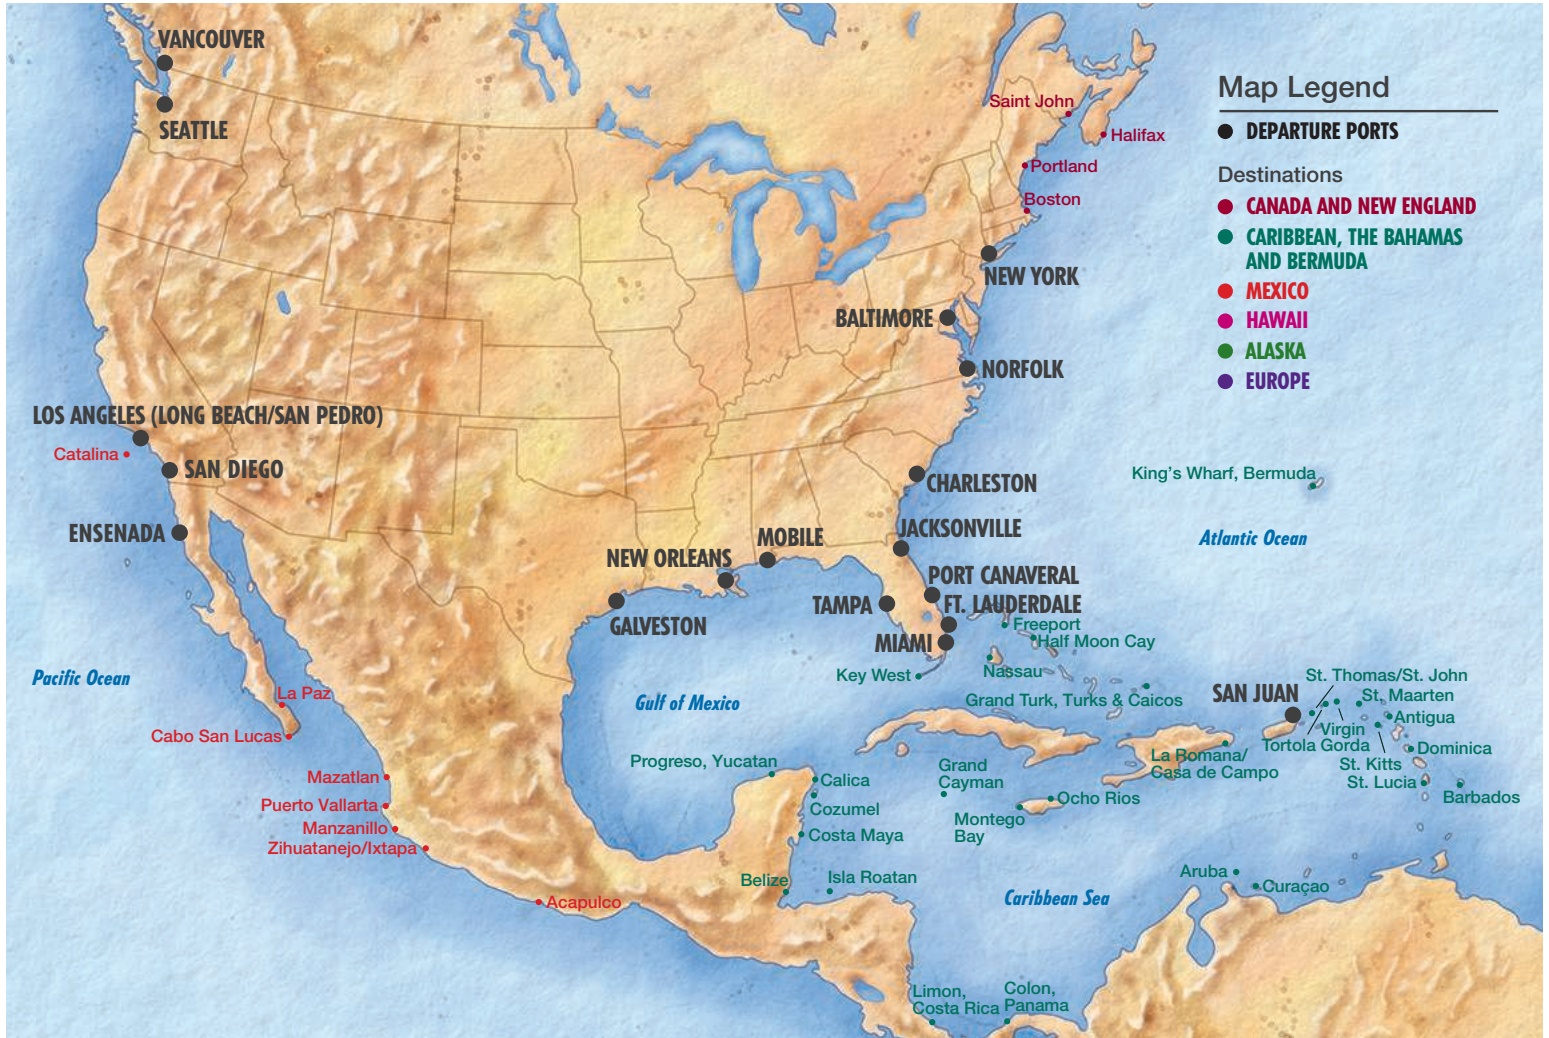 VANCOUVER
SEATTLE
Saint John
Halifax
Portland
Boston
NEW YORK
BALTIMORE
NORFOLK
LOS ANGELES (LONG BEACH/SAN PEDRO)
Catalina
SAN DIEGO
ENSENADA
CHARLESTON
JACKSONVILLE
MOBILE
NEW ORLEANS
GALVESTON
PORT CANAVERAL
TAMPA
FT. LAUDERDALE
MIAMI
Freeport
Half Moon Cay
Key West
Nassau
Grand Turk, Turks & Caicos
King's Wharf, Bermuda
Atlantic Ocean
Pacific Ocean
Gulf of Mexico
La Paz
Cabo San Lucas
Mazatlan
Puerto Vallarta
Manzanillo
Zihuatanejo/Ixtapa
Acapulco
Progreso, Yucatan
Calica
Cozumel
Costa Maya
Belize
Isla Roatan
Grand
Cayman
Montego
Bay
Ocho Rios
La Romana/
Casa de Campo
SAN JUAN
St. Thomas/St. John
St. Maarten
Antigua
Virgin
Gorda
Tortola
St. Kitts
Dominica
St. Lucia
Barbados
Aruba
Curaçao
Caribbean Sea
Limon,
Costa Rica
Colon,
Panama
Map Legend
DEPARTURE PORTS
Destinations
CANADA AND NEW ENGLAND
CARIBBEAN, THE BAHAMAS
AND BERMUDA
MEXICO
HAWAII
ALASKA
EUROPE